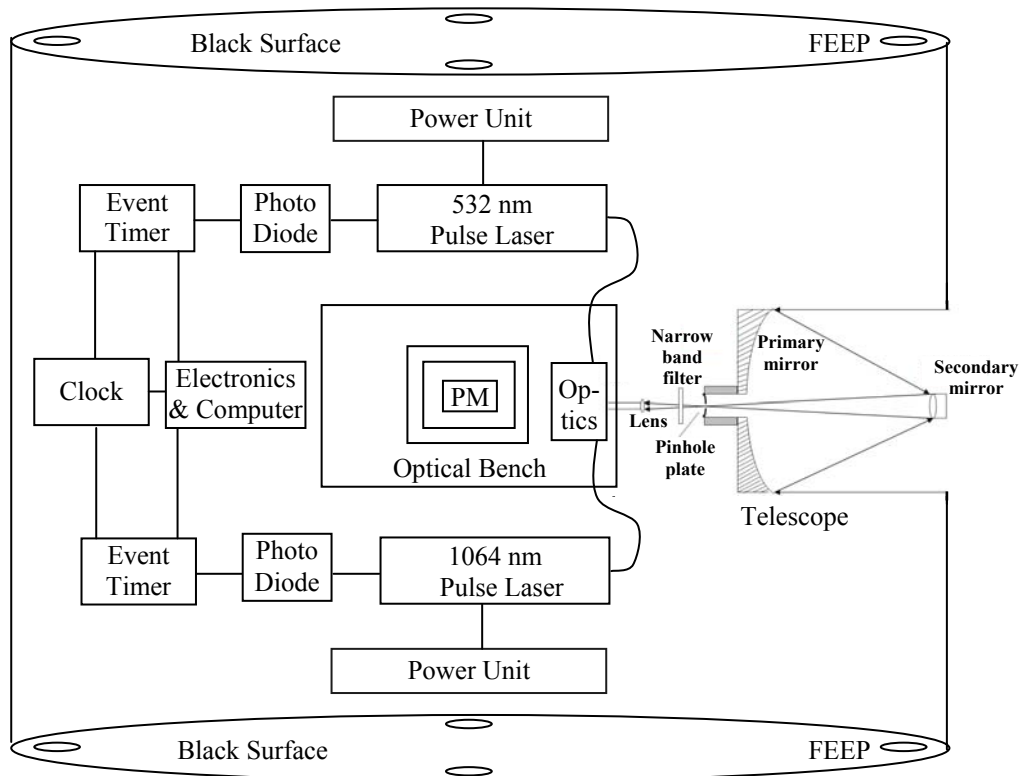 Black Surface
FEEP
Power Unit
Event
Timer
Photo
Diode
532 nm
Pulse Laser
Clock
Electronics
& Computer
PM
Optical Bench
Op-
tics
Lens
Narrow
band
filter
Pinhole
plate
Primary
mirror
Secondary
mirror
Telescope
Event
Timer
Photo
Diode
1064 nm
Pulse Laser
Power Unit
Black Surface
FEEP